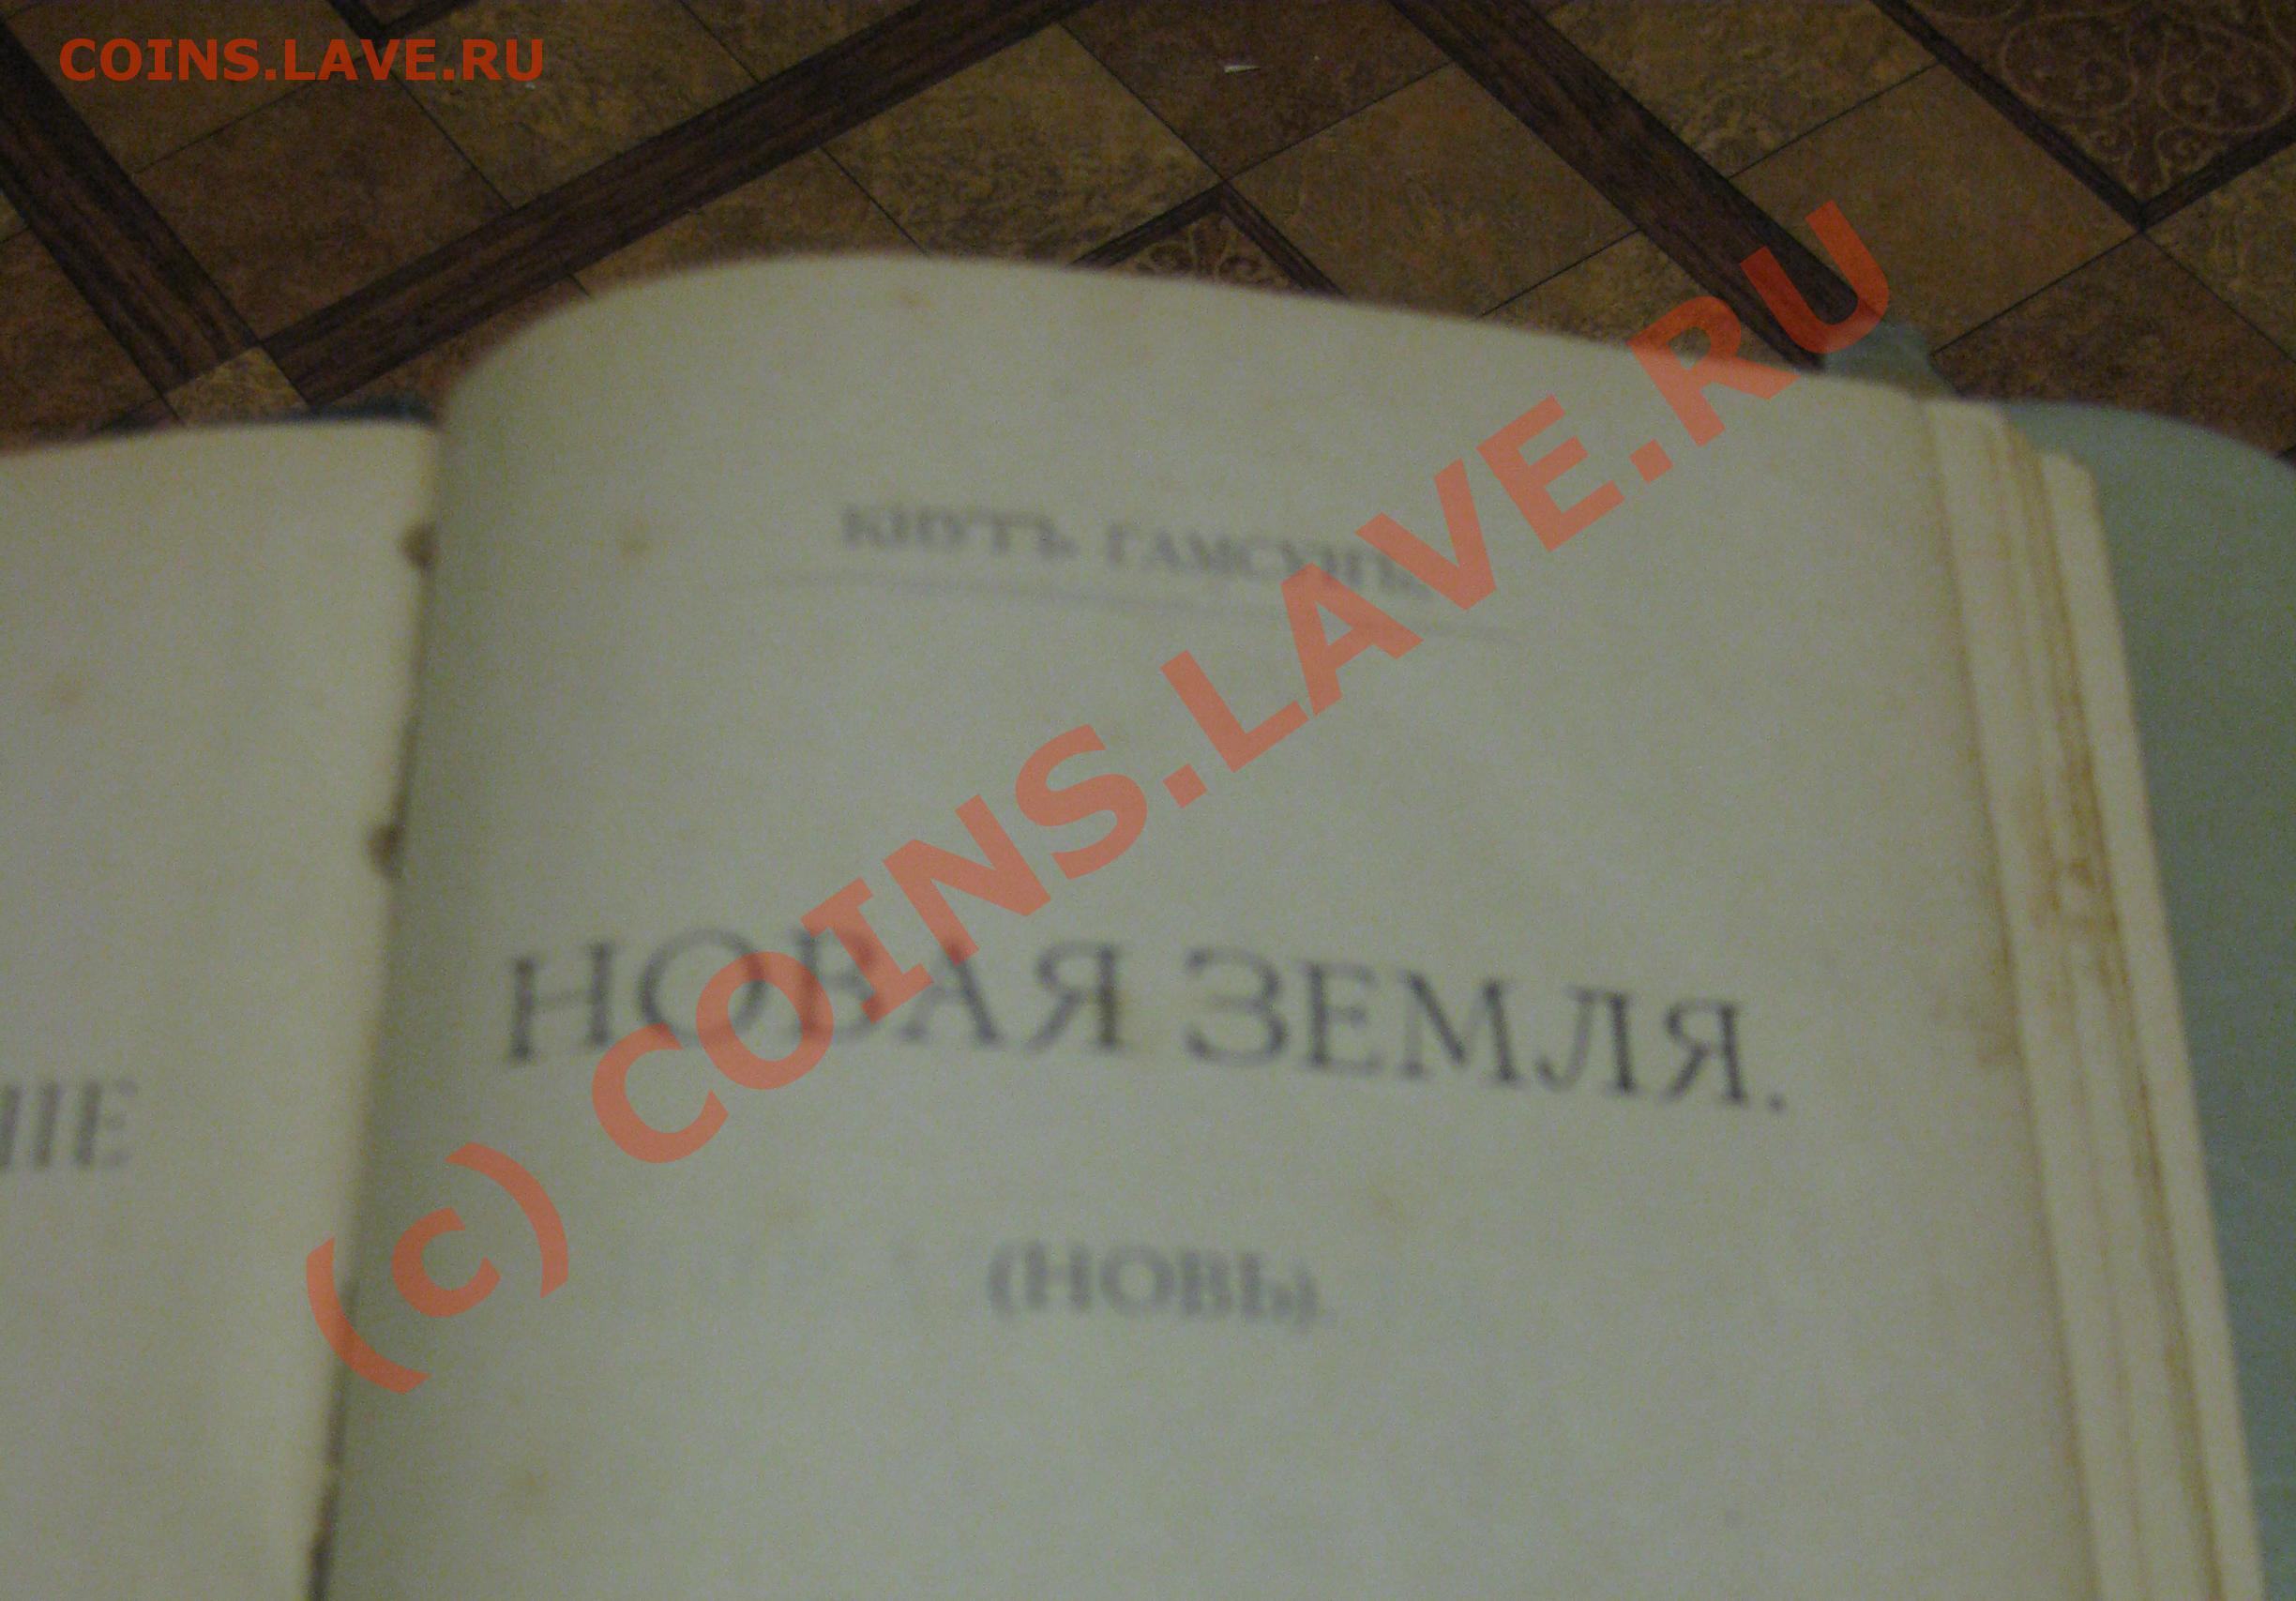 COINS.LAVE.RU
КНУТЪ ГАМСУНЪ.
НОВАЯ ЗЕМЛЯ.
(НОВЬ).
(c) COINS.LAVE.RU